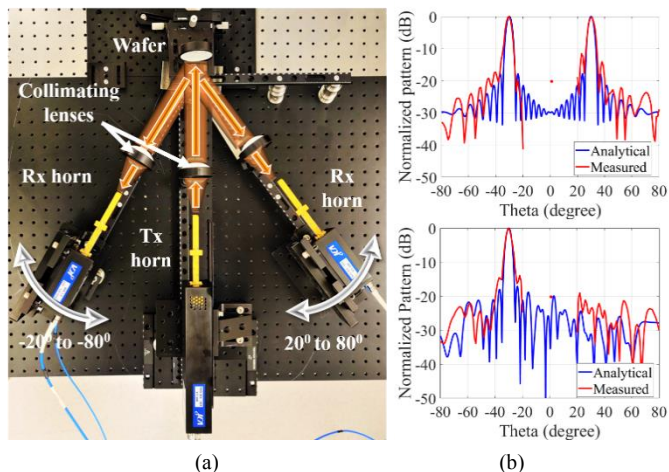 Wafer
Collimating
lenses
Rx horn
Rx
horn
Tx
horn
-20⁰ to -80⁰
20⁰ to 80⁰
(a)
Normalized pattern (dB)
0
-10
-20
-30
-40
-50
-80 -60 -40 -20 0 20 40 60 80
Theta (degree)
Analytical
Measured
Normalized Pattern (dB)
0
-10
-20
-30
-40
-50
-80 -60 -40 -20 0 20 40 60 80
Theta (degree)
Analytical
Measured
(b)